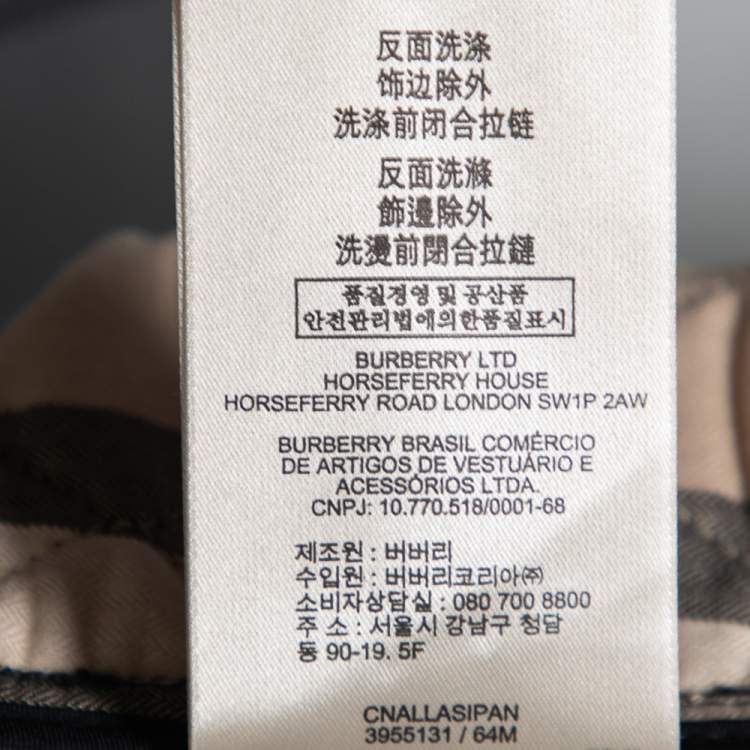 反面洗涤
饰边除外
洗涤前闭合拉链
反面洗滌
飾邊除外
洗燙前閉合拉鏈
품질경영 및 공산품
안전관리법에의한품질표시
BURBERRY LTD
HORSEFERRY HOUSE
HORSEFERRY ROAD LONDON SW1P 2AW
BURBERRY BRASIL COMÉRCIO
DE ARTIGOS DE VESTUÁRIO E
ACESSÓRIOS LTDA.
CNPJ: 10.770.518/0001-68
제조원 : 버버리
수입원 : 버버리코리아㈜
소비자상담실 : 080 700 8800
주 소 : 서울시 강남구 청담
동 90-19. 5F
CNALLASIPAN
3955131 / 64M